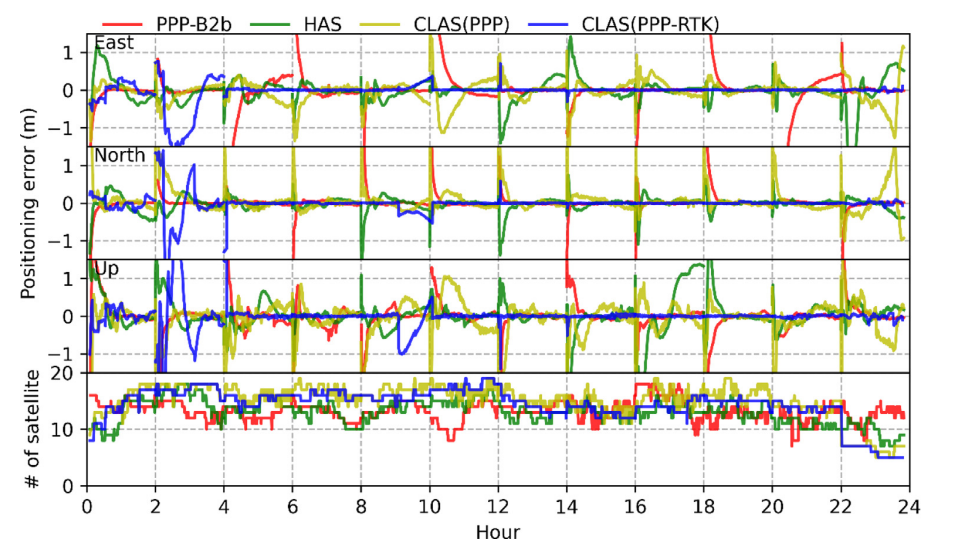 PPP-B2b HAS CLAS(PPP) CLAS(PPP-RTK)
East
1
0
−1
North
1
0
−1
Up
1
0
−1
Positioning error (m)
20
10
0
# of satellite
0 2 4 6 8 10 12 14 16 18 20 22 24
Hour